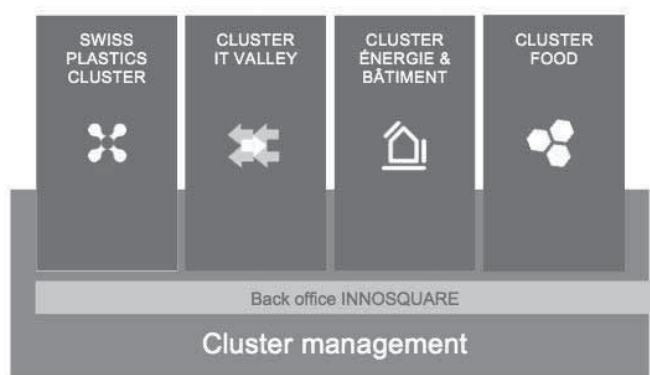 SWISS
PLASTICS
CLUSTER
CLUSTER
IT VALLEY
CLUSTER
ÉNERGIE &
BÂTIMENT
CLUSTER
FOOD
Back office INNOSQUARE
Cluster management